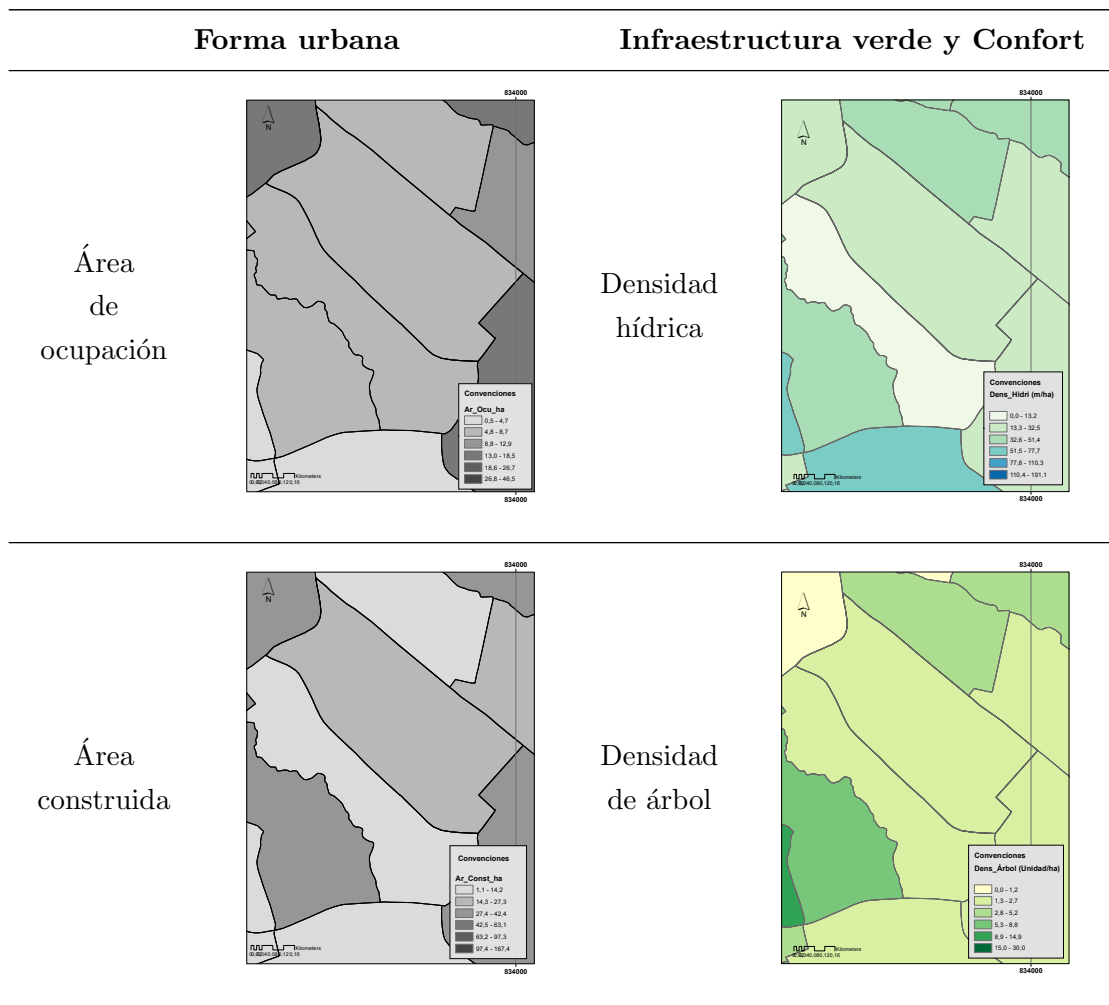 Forma urbana
Infraestructura verde y Confort
Área
de
ocupación
834000
N
Convenciones
Ar_Ocu_ha
0,5 - 4,7
4,8 - 8,7
8,8 - 12,9
13,0 - 18,5
18,6 - 26,7
26,8 - 46,5
Kilometers
834000
Densidad
hídrica
834000
N
Convenciones
Dens_Hidri (m/ha)
0,0 - 13,2
13,3 - 32,5
32,6 - 51,4
51,5 - 77,7
77,8 - 110,3
110,4 - 191,1
Kilometers
834000
Área
construida
834000
N
Convenciones
Ar_Const_ha
1,1 - 14,2
14,3 - 27,3
27,4 - 42,4
42,5 - 63,1
63,2 - 97,3
97,4 - 167,4
Kilometers
834000
Densidad
de árbol
834000
N
Convenciones
Dens_Árbol (Unidad/ha)
0,0 - 1,2
1,3 - 2,7
2,8 - 5,2
5,3 - 8,8
8,9 - 14,9
15,0 - 30,0
Kilometers
834000